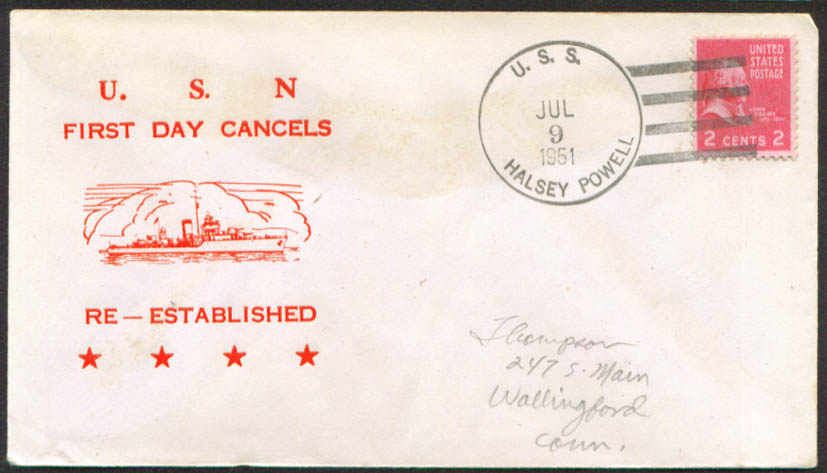 U. S. N
FIRST DAY CANCELS
RE — ESTABLISHED
U. S. S.
JUL
9
1951
HALSEY POWELL
UNITED
STATES
POSTAGE
2 CENTS 2
Thompson
247 S. Main
Wallingford
Conn.